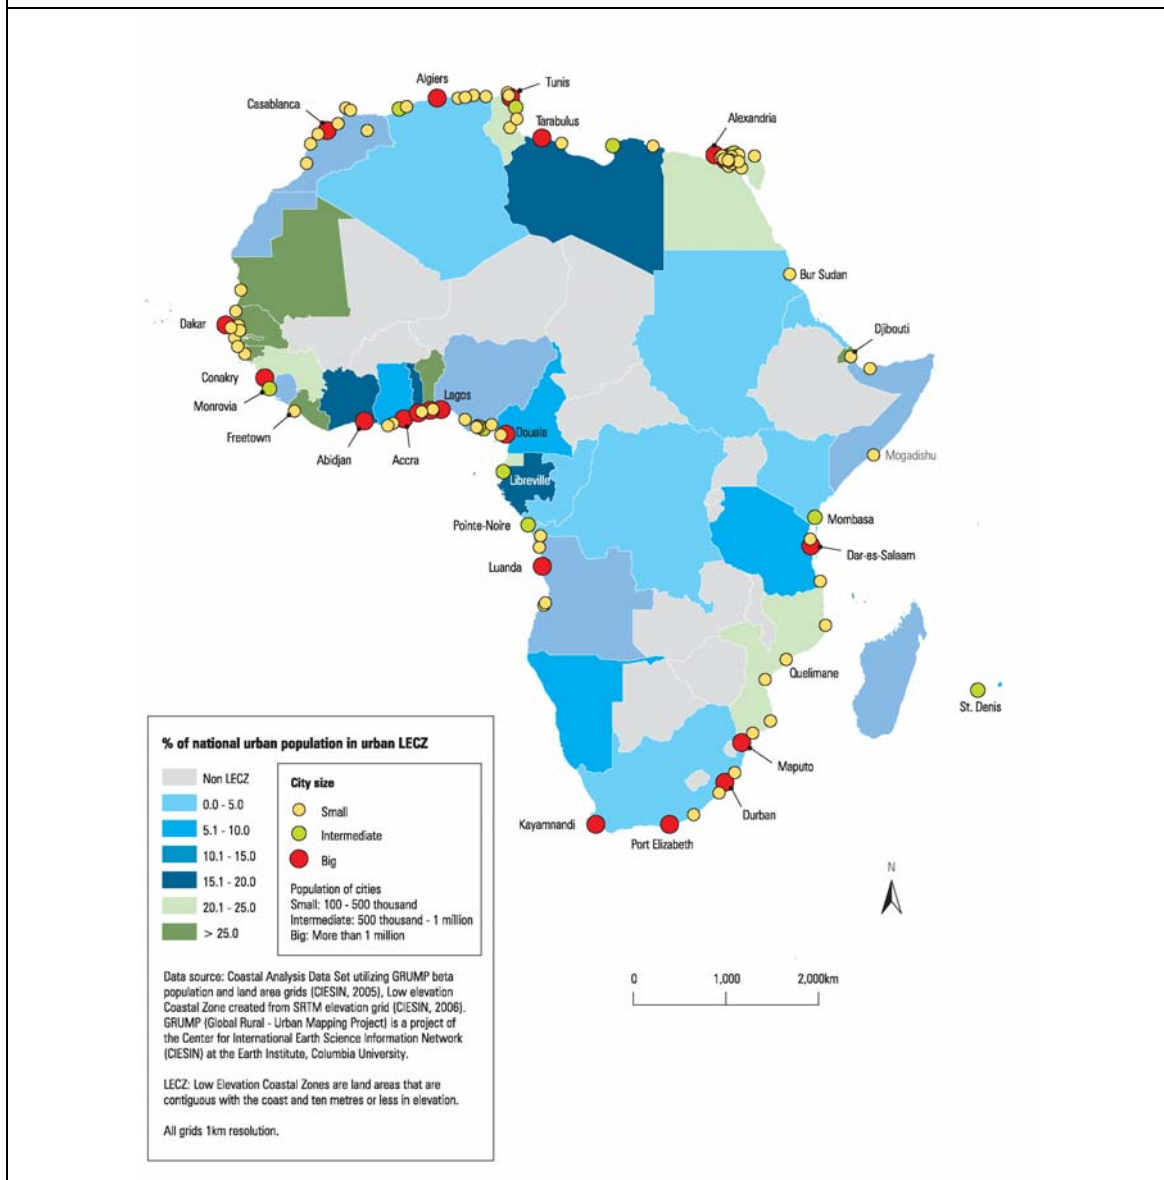 Algiers
Tunis
Casablanca
Tarabulus
Alexandria
Bur Sudan
Dakar
Djibouti
Conakry
Lagos
Monrovia
Freetown
Douala
Abidjan
Accra
Mogadishu
Libreville
Pointe-Noire
Mombasa
Dar-es-Salaam
Luanda
Quelimane
St. Denis
Maputo
Durban
Kayamnandi
Port Elizabeth
N
0 1,000 2,000km
% of national urban population in urban LECZ
Non LECZ
0.0 - 5.0
5.1 - 10.0
10.1 - 15.0
15.1 - 20.0
20.1 - 25.0
> 25.0
City size
Small
Intermediate
Big
Population of cities
Small: 100 - 500 thousand
Intermediate: 500 thousand - 1 million
Big: More than 1 million
Data source: Coastal Analysis Data Set utilizing GRUMP beta
population and land area grids (CIESIN, 2005), Low elevation
Coastal Zone created from SRTM elevation grid (CIESIN, 2006).
GRUMP (Global Rural - Urban Mapping Project) is a project of
the Center for International Earth Science Information Network
(CIESIN) at the Earth Institute, Columbia University.
LECZ: Low Elevation Coastal Zones are land areas that are
contiguous with the coast and ten metres or less in elevation.
All grids 1km resolution.